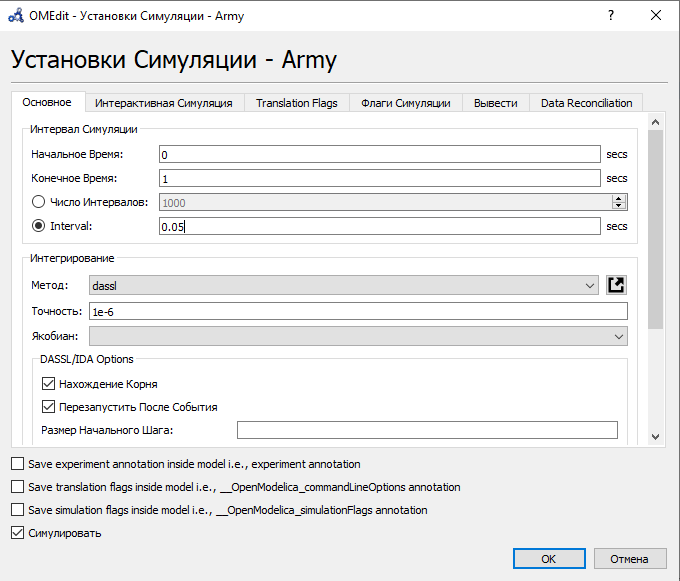 OMEdit - Установки Симуляции - Army
Установки Симуляции - Army
Основное Интерактивная Симуляция Translation Flags Флаги Симуляции Вывести Data Reconciliation
Интервал Симуляции
Начальное Время: 0 secs
Конечное Время: 1 secs
Число Интервалов: 1000
Interval: 0.05 secs
Интегрирование
Метод: dassl
Точность: 1e-6
Якобиан:
DASSL/IDA Options
Нахождение Корня
Перезапустить После События
Размер Начального Шага:
Save experiment annotation inside model i.e., experiment annotation
Save translation flags inside model i.e., __OpenModelica_commandLineOptions annotation
Save simulation flags inside model i.e., __OpenModelica_simulationFlags annotation
Симулировать
OK Отмена